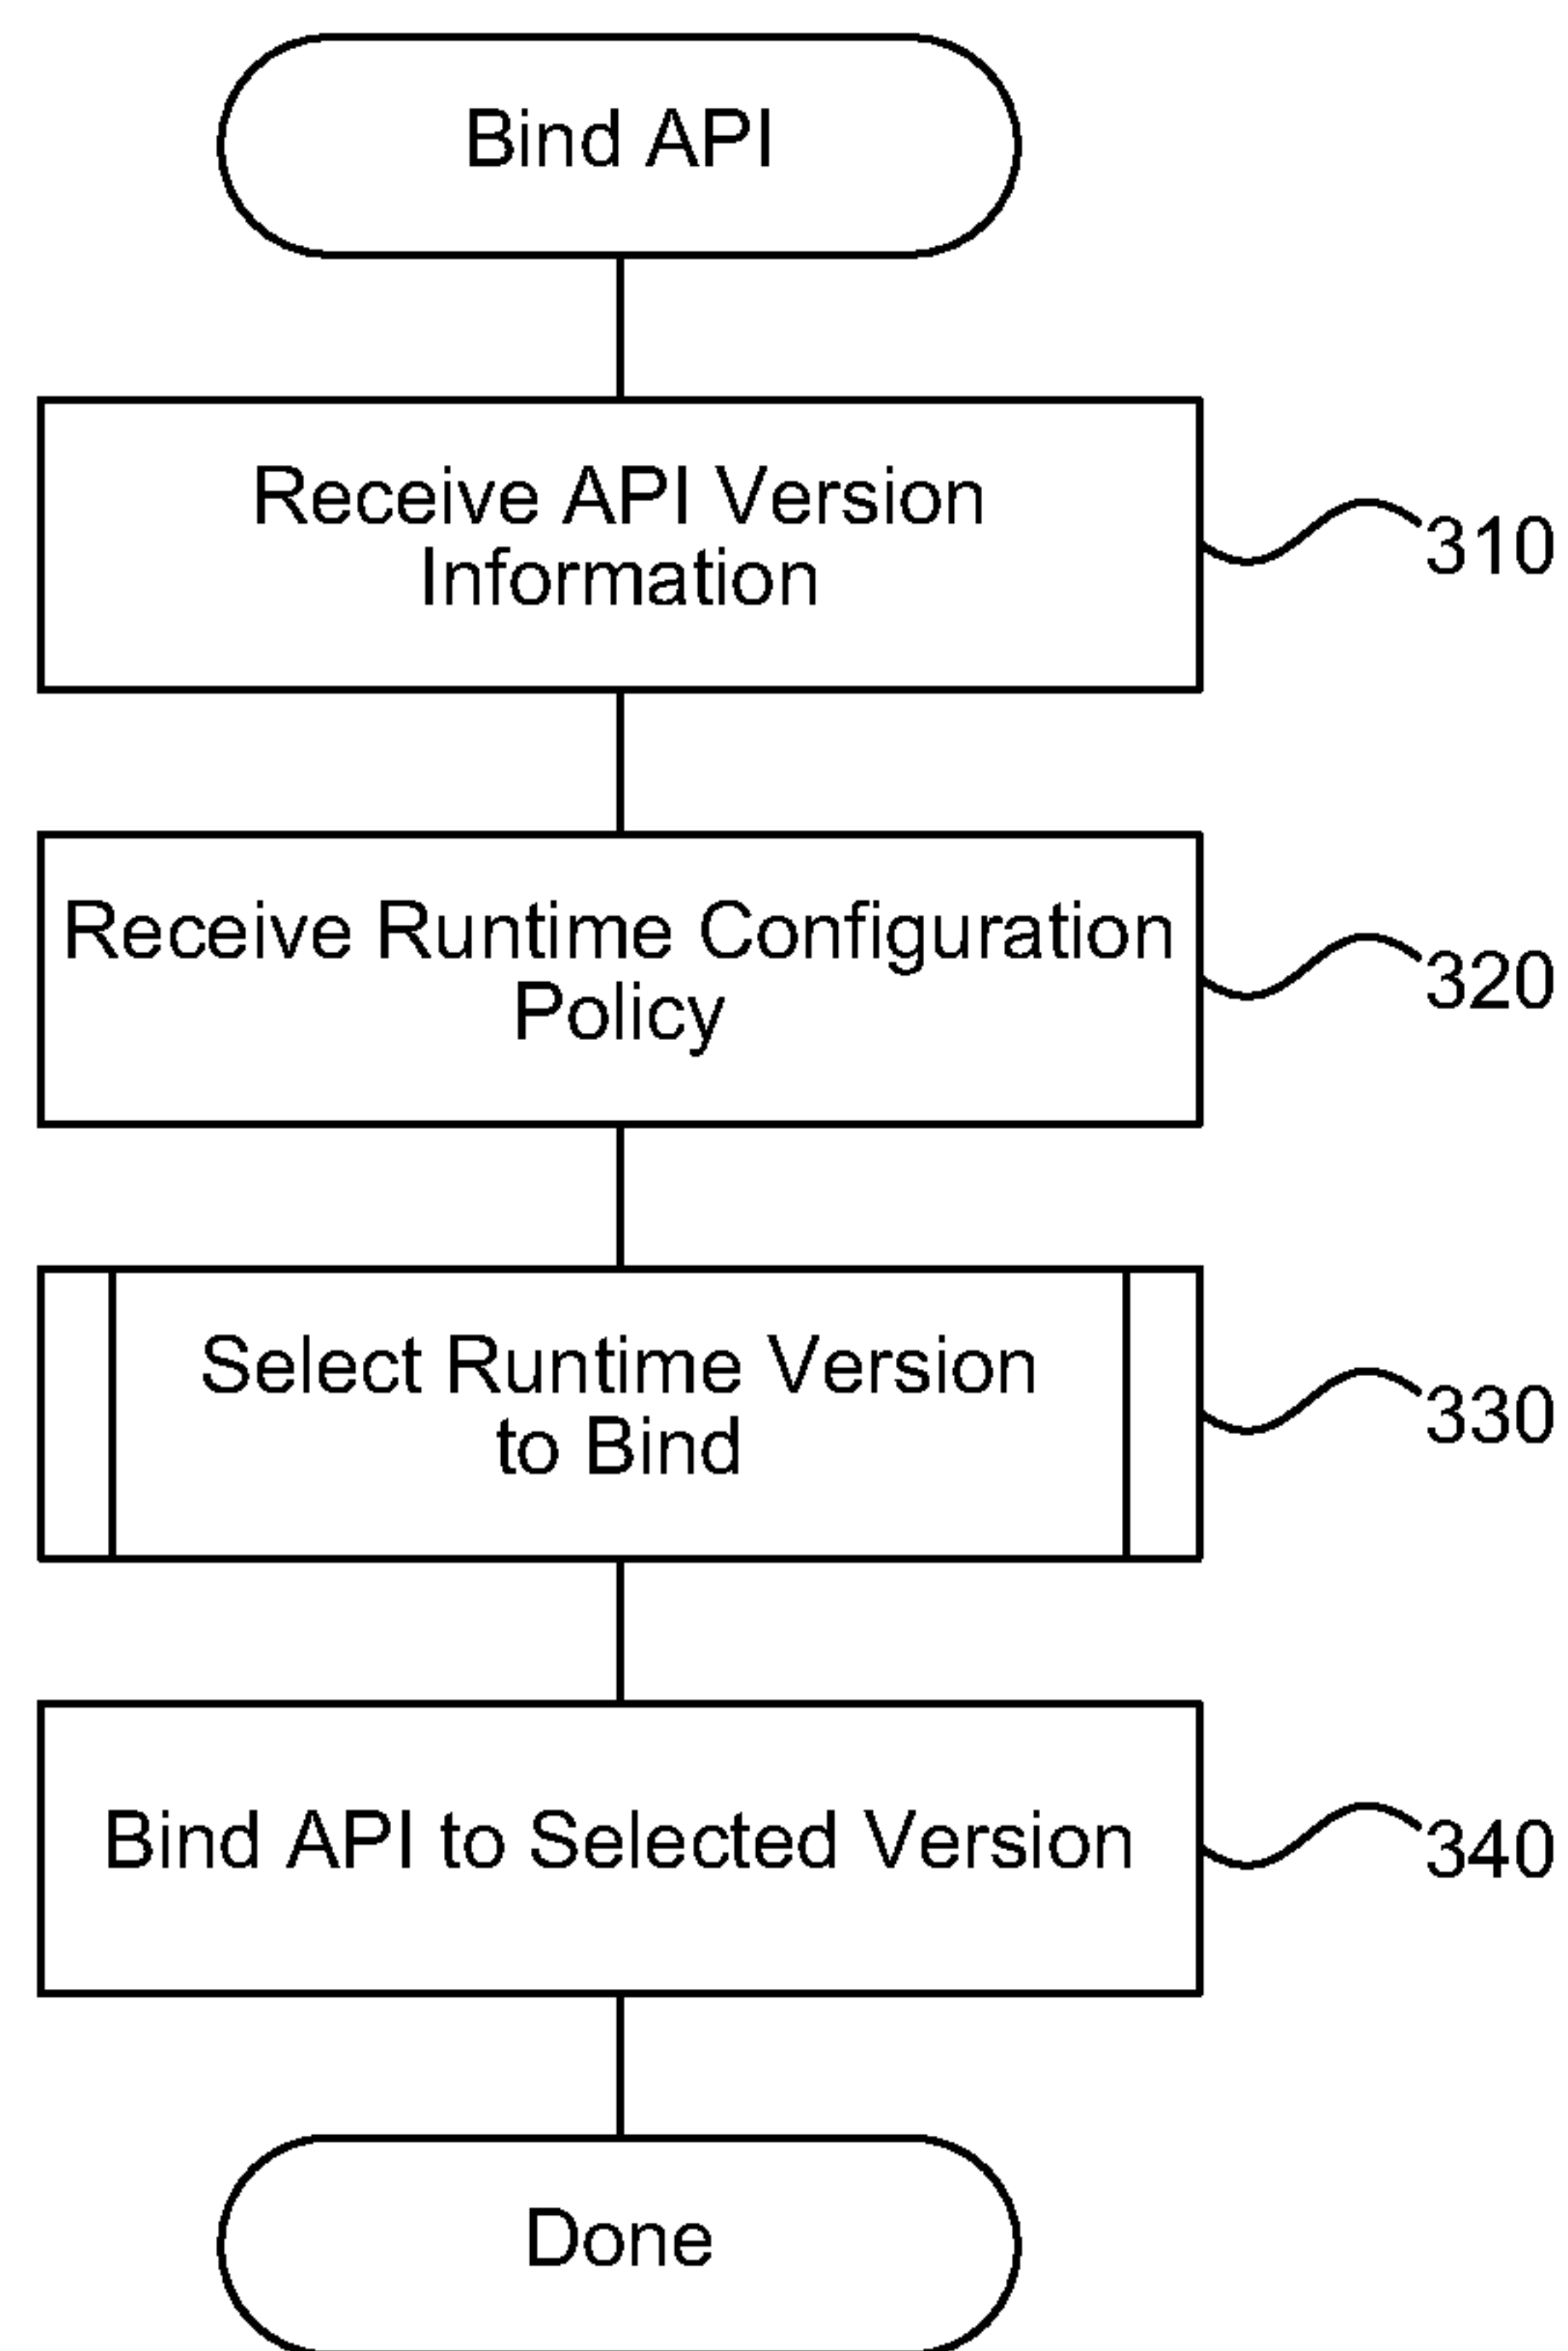 Bind API
Receive API Version
Information
310
Receive Runtime Configuration
Policy
320
Select Runtime Version
to Bind
330
Bind API to Selected Version
340
Done